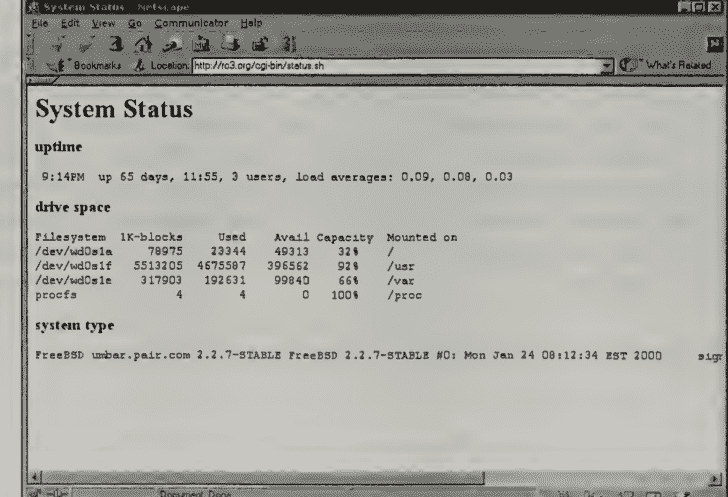 System Status - Netscape
File Edit View Go Communicator Help
Bookmarks Location: http://rc3.org/cgi-bin/status.sh What's Related
System Status
uptime
9:14PM up 65 days, 11:55, 3 users, load averages: 0.09, 0.08, 0.03
drive space
Filesystem 1K-blocks Used Avail Capacity Mounted on
/dev/wd0s1a 78975 23344 49313 32% /
/dev/wd0s1f 5513205 4675587 396562 92% /usr
/dev/wd0s1e 317903 192631 99840 66% /var
procfs 4 4 0 100% /proc
system type
FreeBSD umbar.pair.com 2.2.7-STABLE FreeBSD 2.2.7-STABLE #0: Mon Jan 24 08:12:34 EST 2000 sigr
Document Done